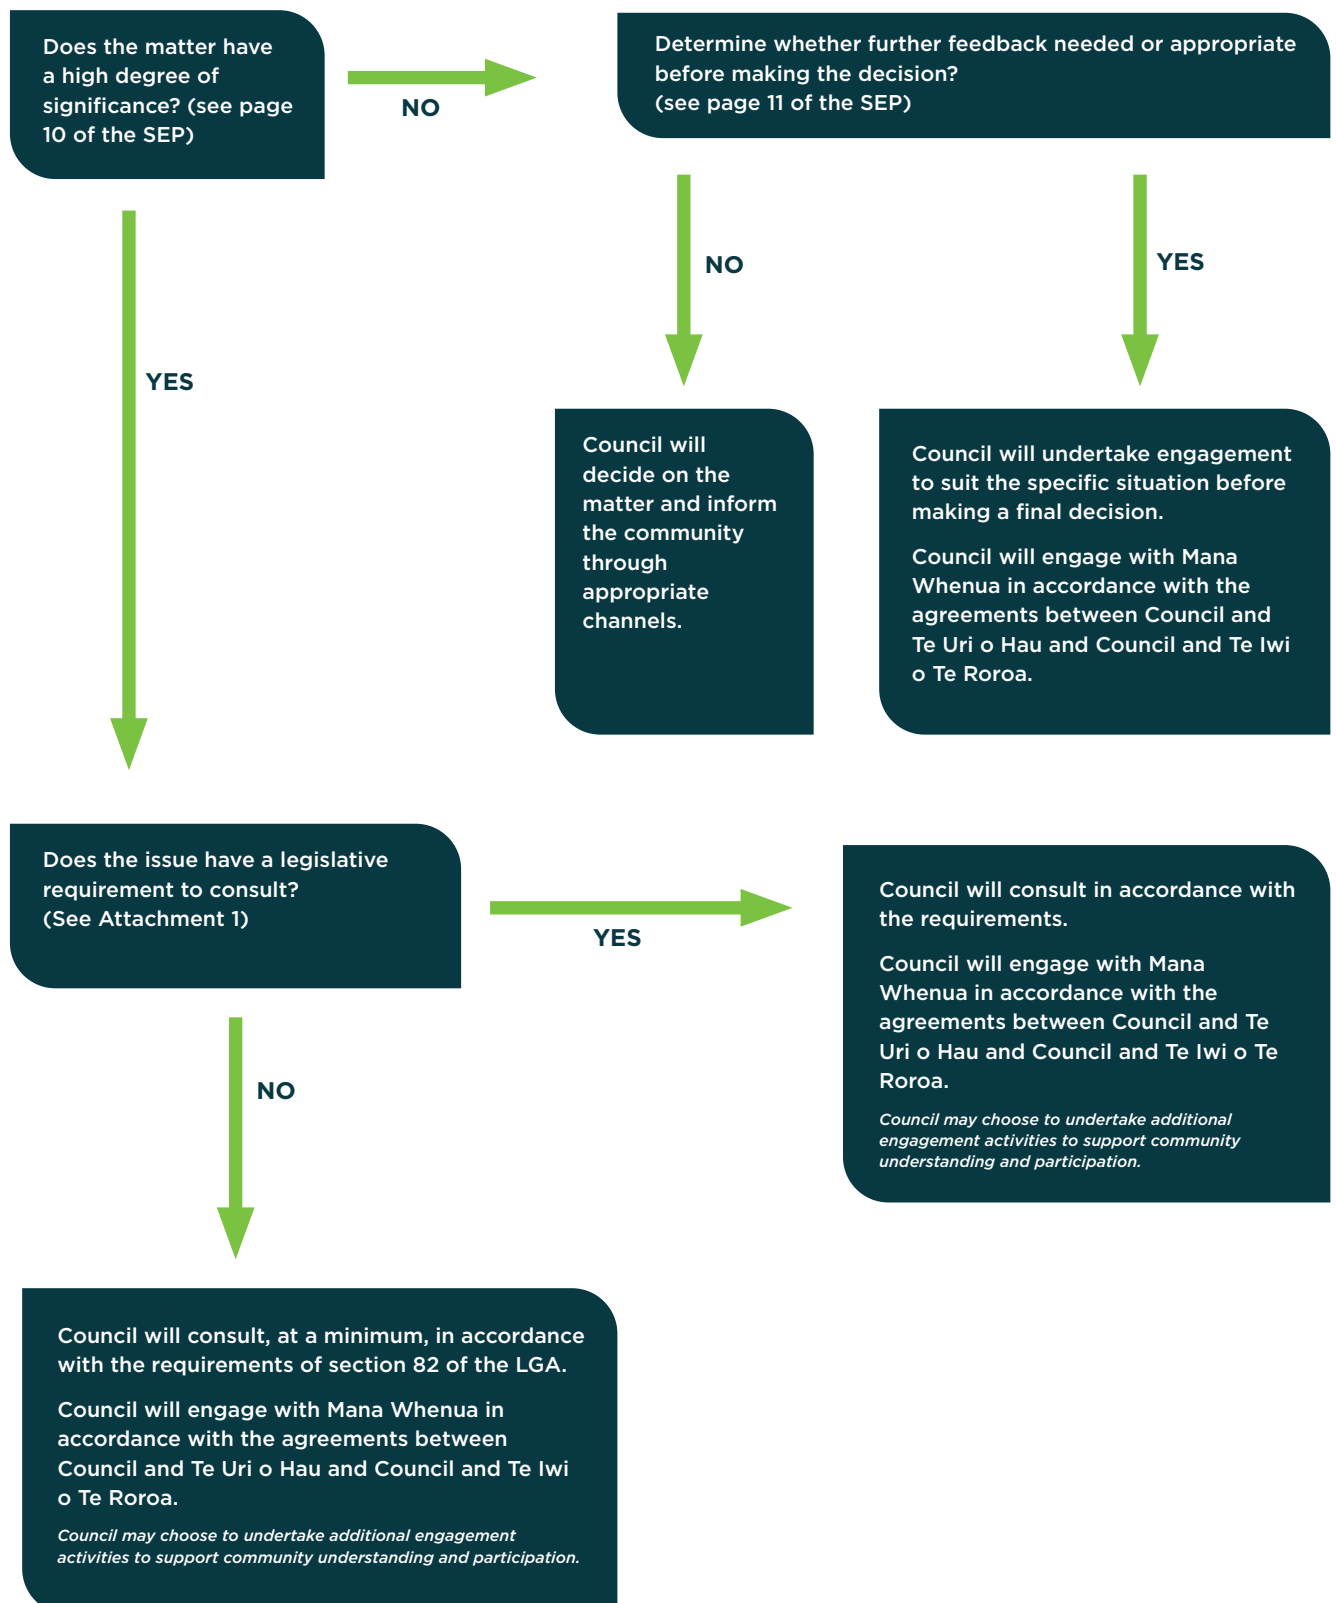 Does the matter have
a high degree of
significance? (see page
10 of the SEP)
NO
Determine whether further feedback needed or appropriate
before making the decision?
(see page 11 of the SEP)
NO
YES
YES
Council will
decide on the
matter and inform
the community
through
appropriate
channels.
Council will undertake engagement
to suit the specific situation before
making a final decision.
Council will engage with Mana
Whenua in accordance with the
agreements between Council and
Te Uri o Hau and Council and Te Iwi
o Te Roroa.
Does the issue have a legislative
requirement to consult?
(See Attachment 1)
YES
Council will consult in accordance with
the requirements.
Council will engage with Mana
Whenua in accordance with the
agreements between Council and Te
Uri o Hau and Council and Te Iwi o Te
Roroa.
Council may choose to undertake additional
engagement activities to support community
understanding and participation.
NO
Council will consult, at a minimum, in accordance
with the requirements of section 82 of the LGA.
Council will engage with Mana Whenua in
accordance with the agreements between
Council and Te Uri o Hau and Council and Te Iwi
o Te Roroa.
Council may choose to undertake additional engagement
activities to support community understanding and participation.